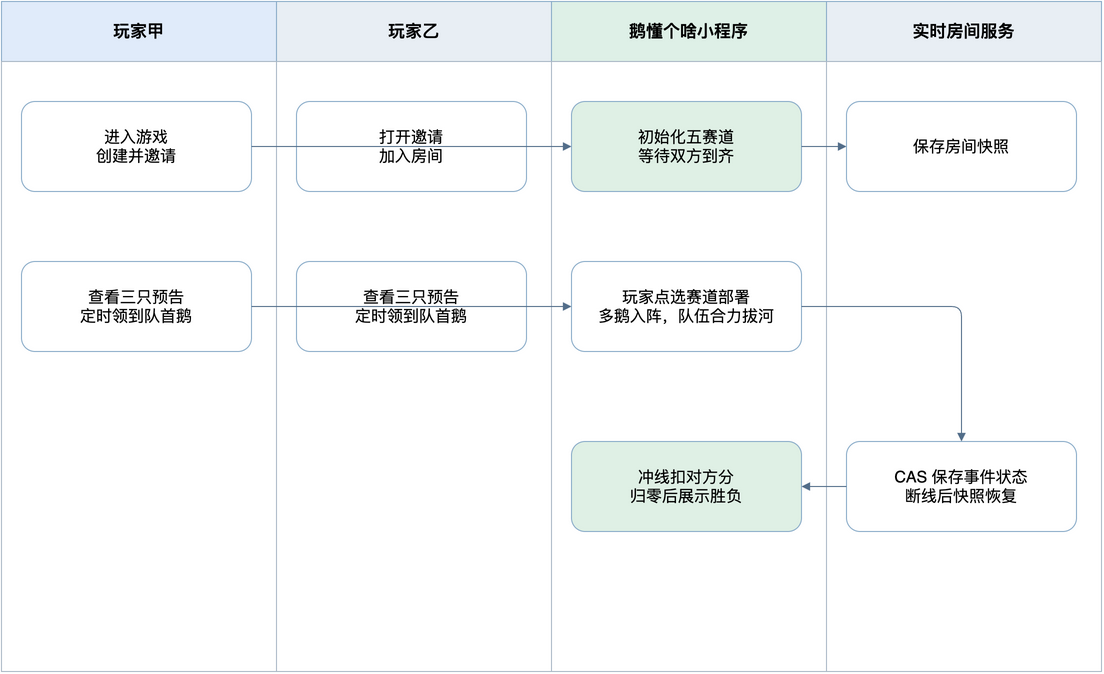 玩家甲
玩家乙
鹅懂个啥小程序
实时房间服务
进入游戏
创建并邀请
打开邀请
加入房间
初始化五赛道
等待双方到齐
保存房间快照
查看三只预告
定时领到队首鹅
查看三只预告
定时领到队首鹅
玩家点选赛道部署
多鹅入阵，队伍合力拔河
冲线扣对方分
归零后展示胜负
CAS 保存事件状态
断线后快照恢复